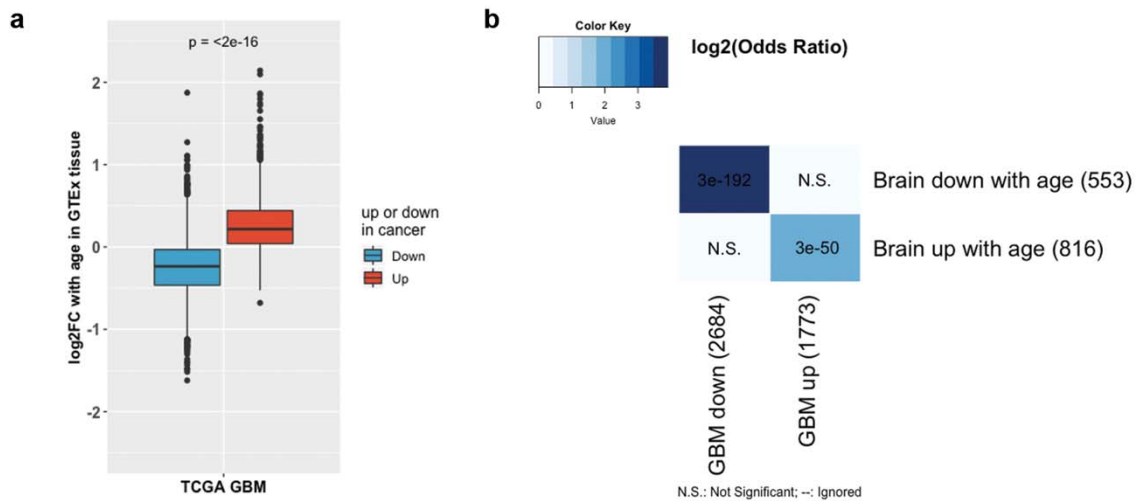 a
p = <2e-16
log2FC with age in GTEx tissue
2
1
0
-1
-2
TCGA GBM
up or down
in cancer
Down
Up
b
Color Key
0 1 2 3
Value
log2(Odds Ratio)
3e-192 N.S. Brain down with age (553)
N.S. 3e-50 Brain up with age (816)
GBM down (2684)
GBM up (1773)
N.S.: Not Significant; --: Ignored